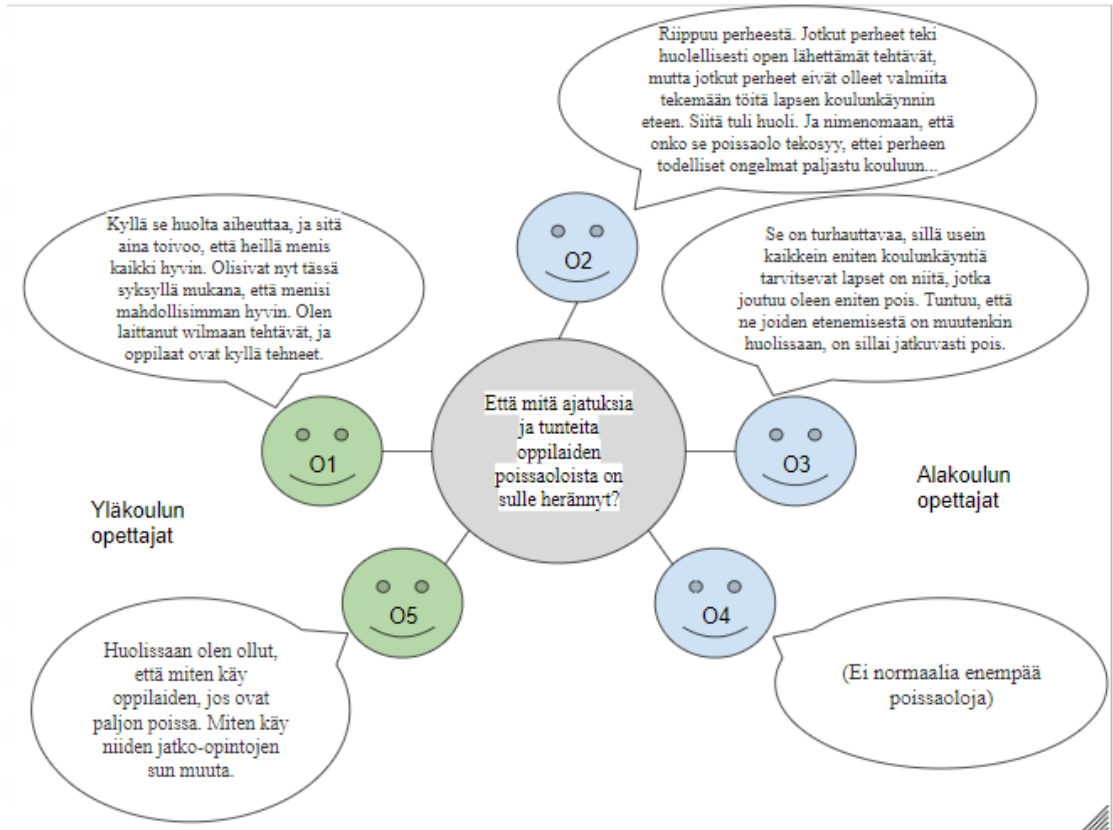 Riippuu perheestä. Jotkut perheet teki
huolellisesti open lähettämät tehtävät,
mutta jotkut perheet eivät olleet valmiita
tekemään töitä lapsen koulunkäynnin
eteen. Siitä tuli huoli. Ja nimenomaan, että
onko se poissaolo tekosyy, ettei perheen
todelliset ongelmat paljastu kouluun...
O2
Kyllä se huolta aiheuttaa, ja sitä
aina toivoo, että heillä menis
kaikki hyvin. Olisivat nyt tässä
syksyllä mukana, että menisi
mahdollisimman hyvin. Olen
laittanut wilmaan tehtävät, ja
oppilaat ovat kyllä tehneet.
O1
Se on turhauttavaa, sillä usein
kaikkein eniten koulunkäyntiä
tarvitsevat lapset on niitä, jotka
joutuu oleen eniten pois. Tuntuu, että
ne joiden etenemisestä on muutenkin
huolissaan, on sillai jatkuvasti pois.
O3
Että mitä ajatuksia
ja tunteita
oppilaiden
poissaoloista on
sulle herännyt?
Yläkoulun
opettajat
Alakoulun
opettajat
O5
O4
Huolissaan olen ollut,
että miten käy
oppilaiden, jos ovat
paljon poissa. Miten käy
niiden jatko-opintojen
sun muuta.
(Ei normaalia enempää
poissaoloja)